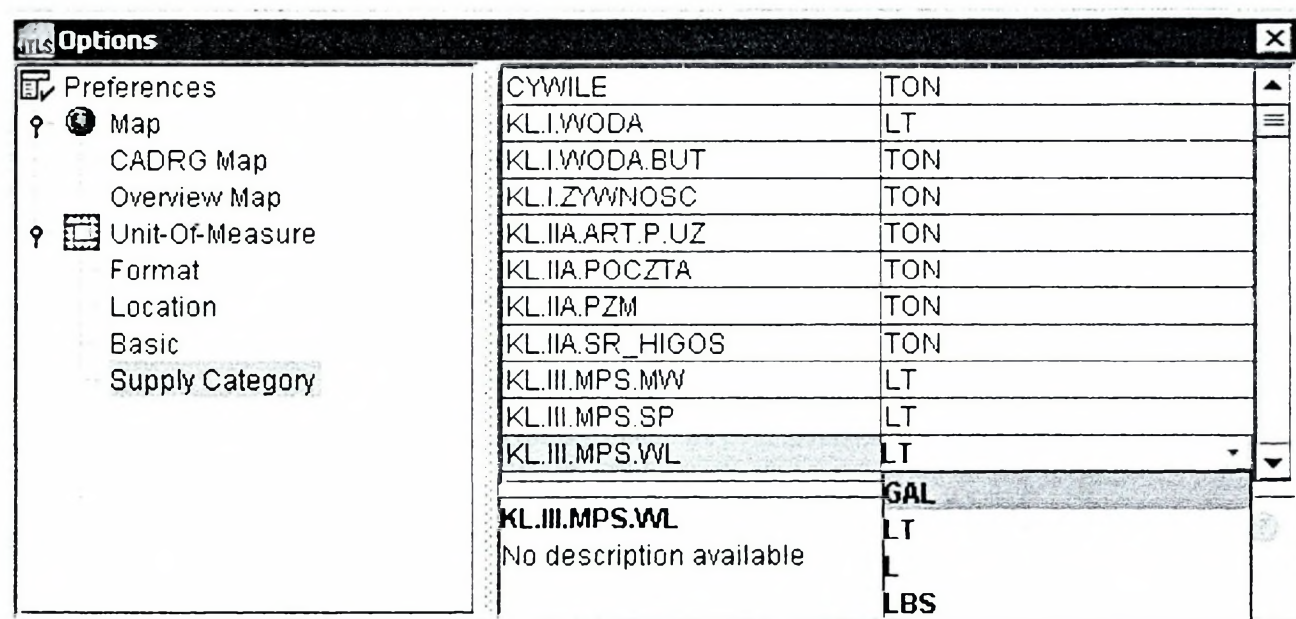 JTLS Options
Preferences
Map
CADRG Map
Overview Map
Unit-Of-Measure
Format
Location
Basic
Supply Category
CYWILE TON
KL.I.WODA LT
KL.I.WODA.BUT TON
KL.I.ZYWNOSC TON
KL.IIA.ART.P.UZ TON
KL.IIA.POCZTA TON
KL.IIA.PZM TON
KL.IIA.SR_HIGOS TON
KL.III.MPS.MW LT
KL.III.MPS.SP LT
KL.III.MPS.WL LT
GAL
LT
L
LBS
KL.III.MPS.WL
No description available